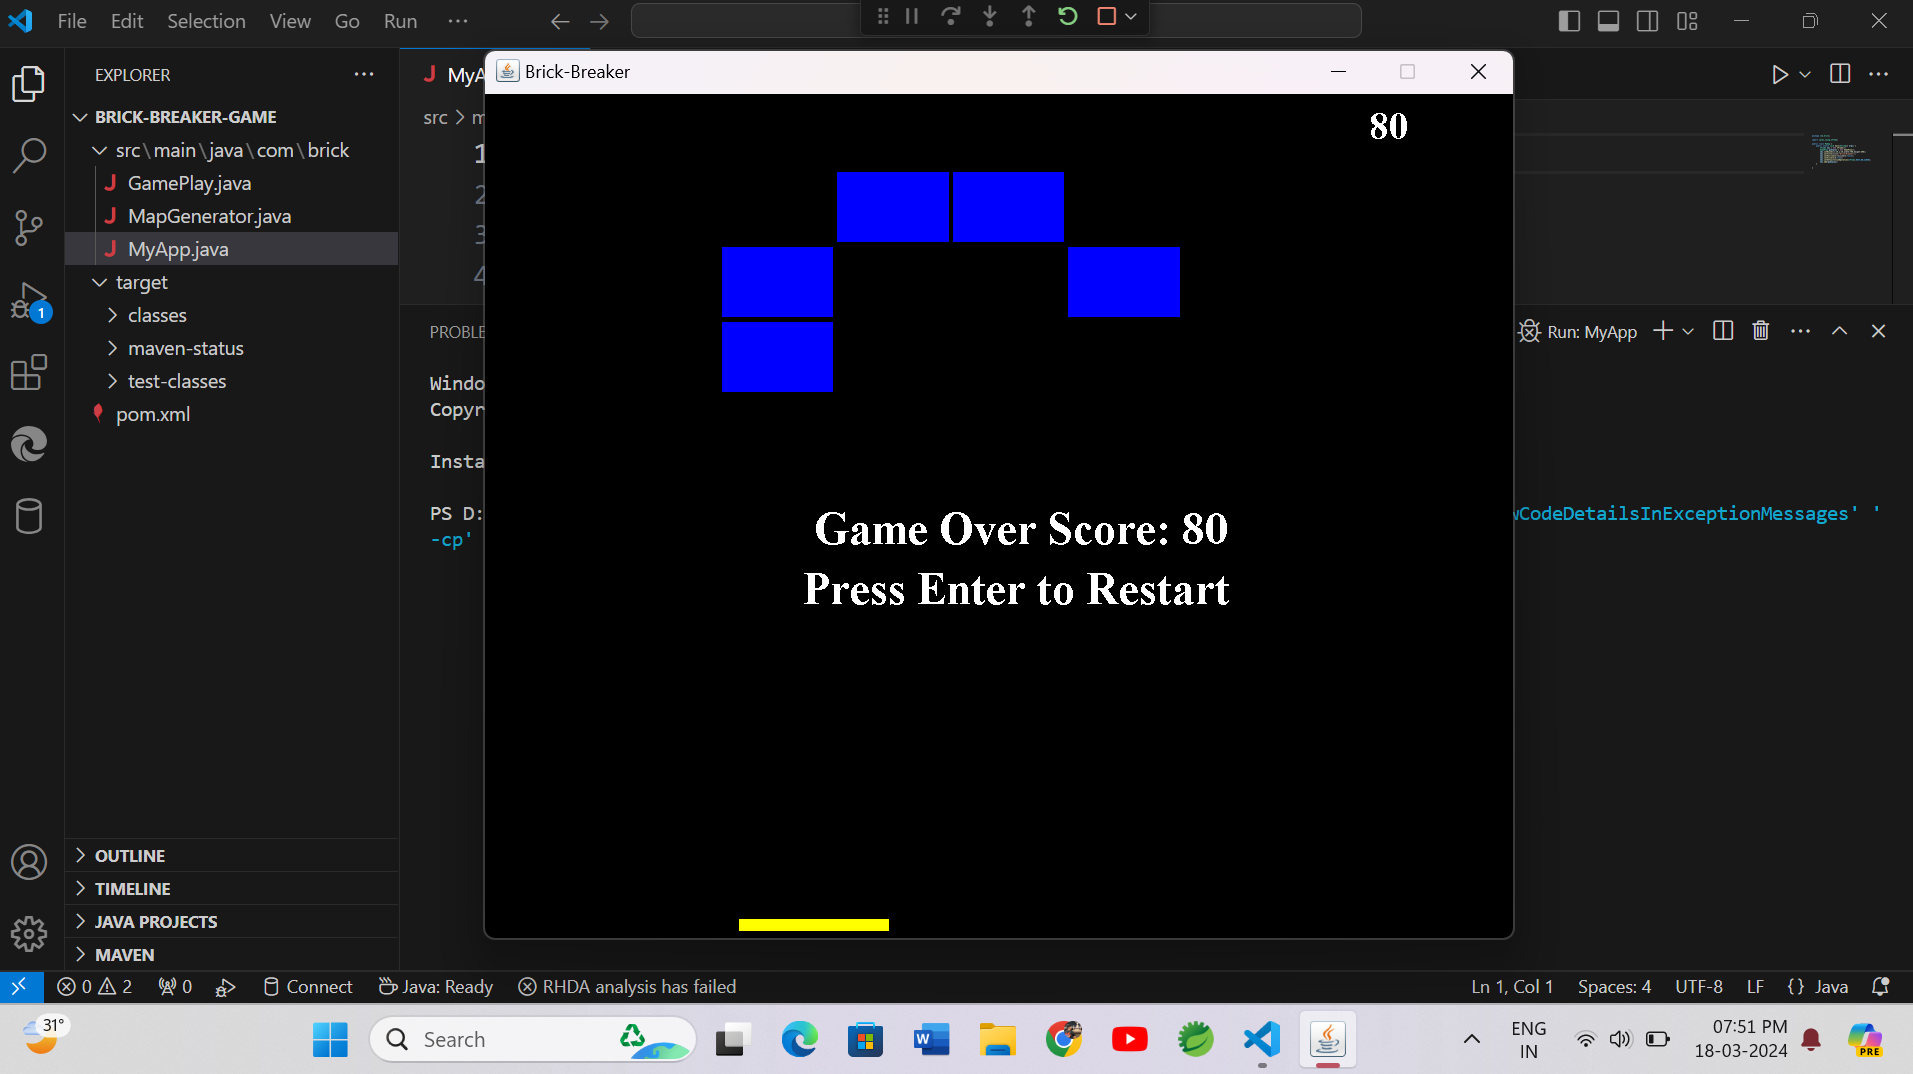 File Edit Selection View Go Run ···
EXPLORER ···
BRICK-BREAKER-GAME
src\main\java\com\brick
J GamePlay.java
J MapGenerator.java
J MyApp.java
target
classes
maven-status
test-classes
pom.xml
1
OUTLINE
TIMELINE
JAVA PROJECTS
MAVEN
J MyA
src > m
1
2
3
4
Brick-Breaker
80
Game Over Score: 80
Press Enter to Restart
PROBLE
Run: MyApp
Windo
Copyr
Insta
PS D:
wCodeDetailsInExceptionMessages' '
-cp'
0 2 0 Connect Java: Ready RHDA analysis has failed
Ln 1, Col 1 Spaces: 4 UTF-8 LF {} Java
31°
Search
W
ENG
IN
07:51 PM
18-03-2024
PRE